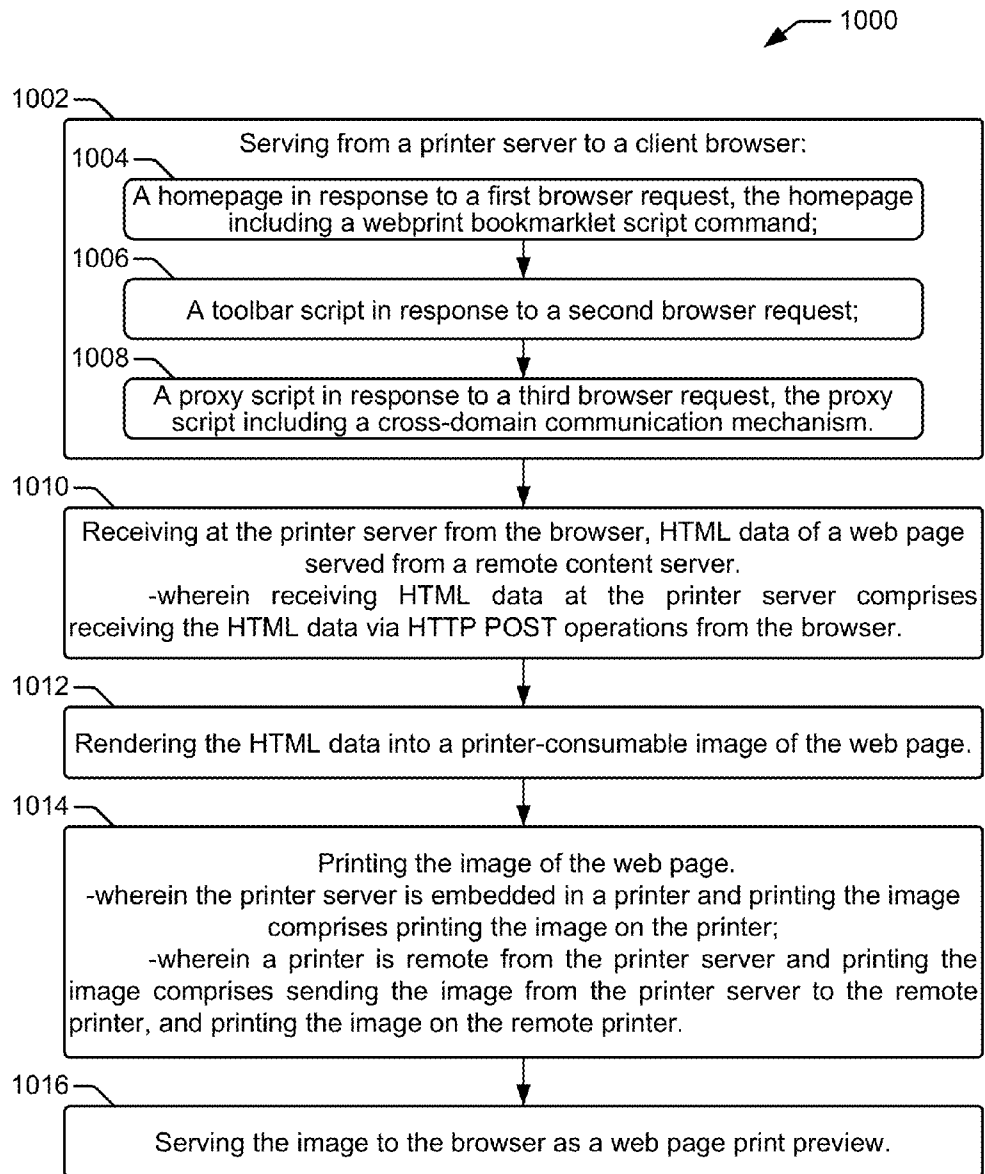 1000
1002
Serving from a printer server to a client browser:
1004
A homepage in response to a first browser request, the homepage
including a webprint bookmarklet script command;
1006
A toolbar script in response to a second browser request;
1008
A proxy script in response to a third browser request, the proxy
script including a cross-domain communication mechanism.
1010
Receiving at the printer server from the browser, HTML data of a web page
served from a remote content server.
-wherein receiving HTML data at the printer server comprises
receiving the HTML data via HTTP POST operations from the browser.
1012
Rendering the HTML data into a printer-consumable image of the web page.
1014
Printing the image of the web page.
-wherein the printer server is embedded in a printer and printing the image
comprises printing the image on the printer;
-wherein a printer is remote from the printer server and printing the
image comprises sending the image from the printer server to the remote
printer, and printing the image on the remote printer.
1016
Serving the image to the browser as a web page print preview.